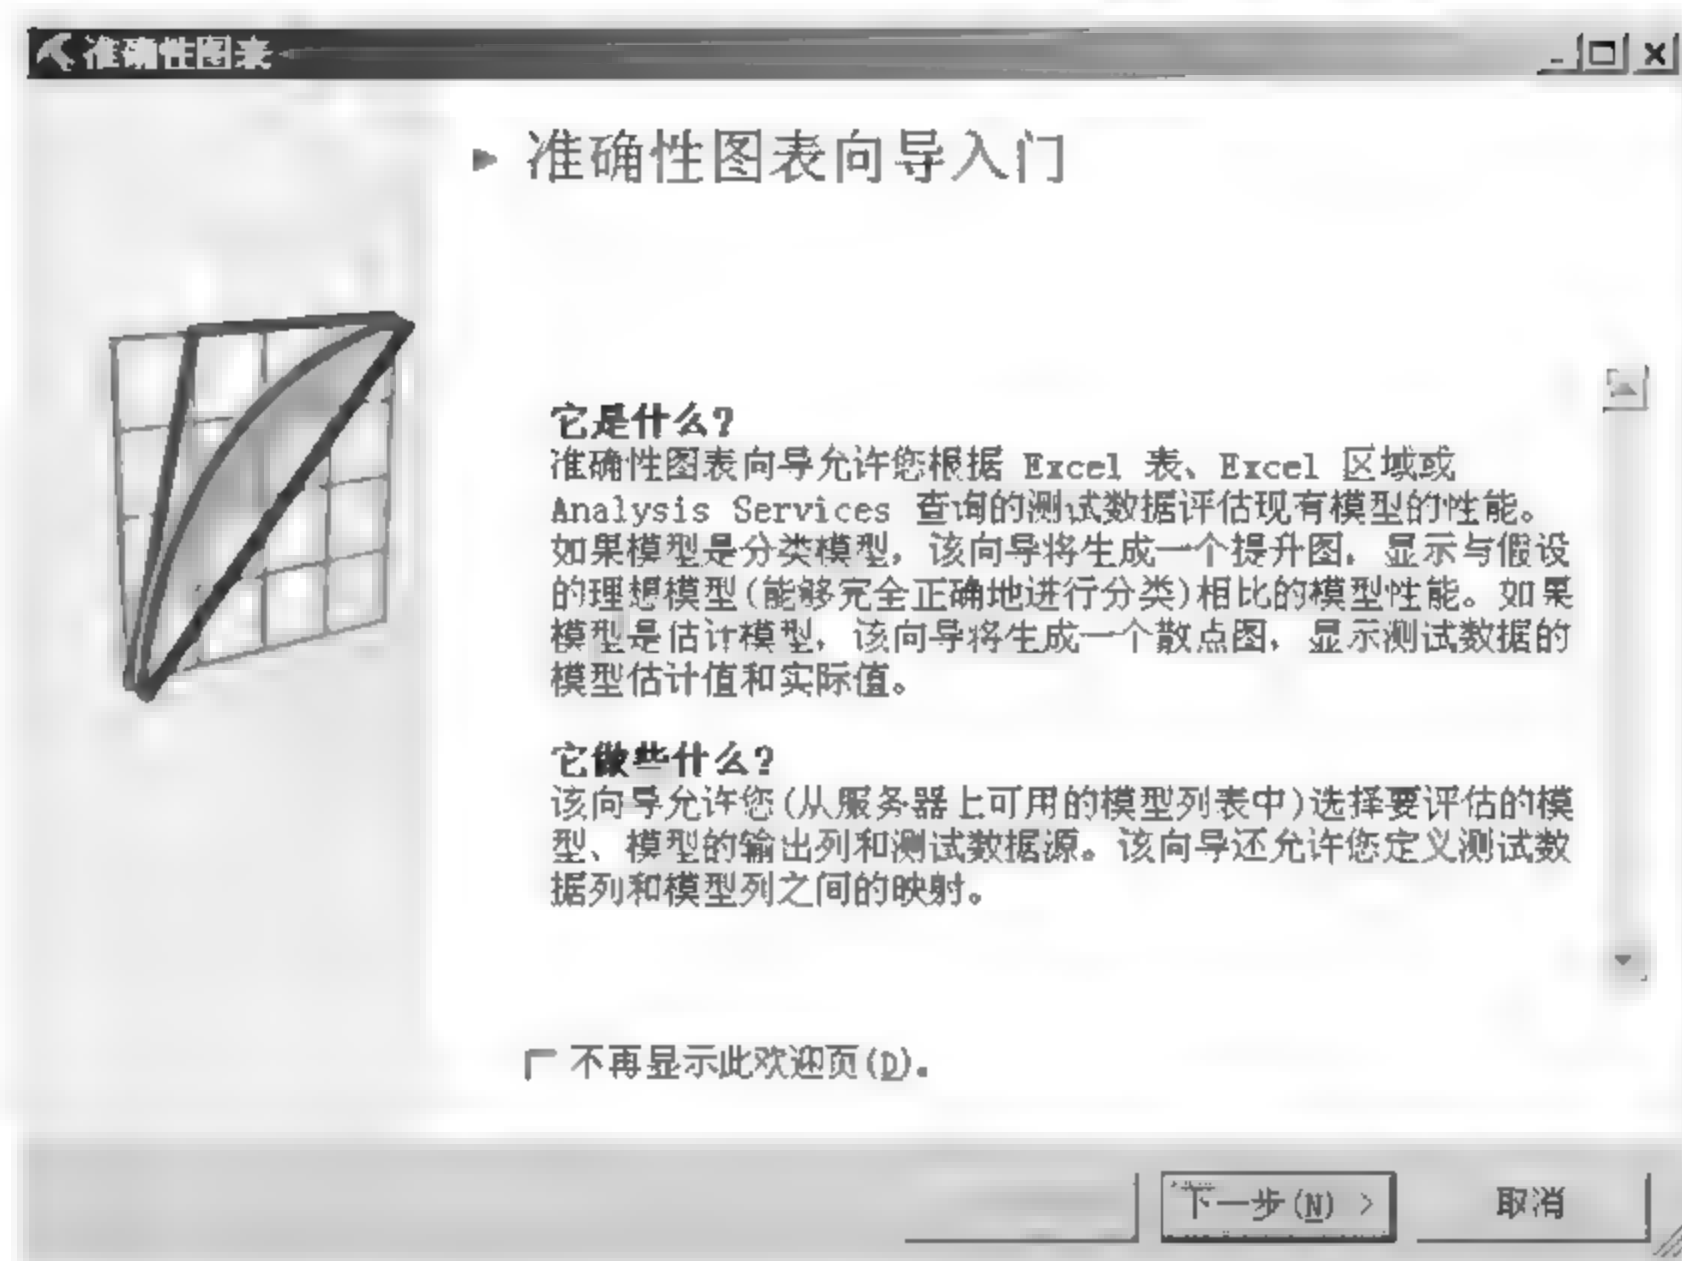 准确性图表
准确性图表向导入门
它是什么?
准确性图表向导允许您根据 Excel 表、Excel 区域或
Analysis Services 查询的测试数据评估现有模型的性能。
如果模型是分类模型，该向导将生成一个提升图，显示与假设
的理想模型(能够完全正确地进行分类)相比的模型性能。如果
模型是估计模型，该向导将生成一个散点图，显示测试数据的
模型估计值和实际值。
它做些什么?
该向导允许您(从服务器上可用的模型列表中)选择要评估的模
型、模型的输出列和测试数据源。该向导还允许您定义测试数
据列和模型列之间的映射。
不再显示此欢迎页(D)。
下一步(N) >
取消